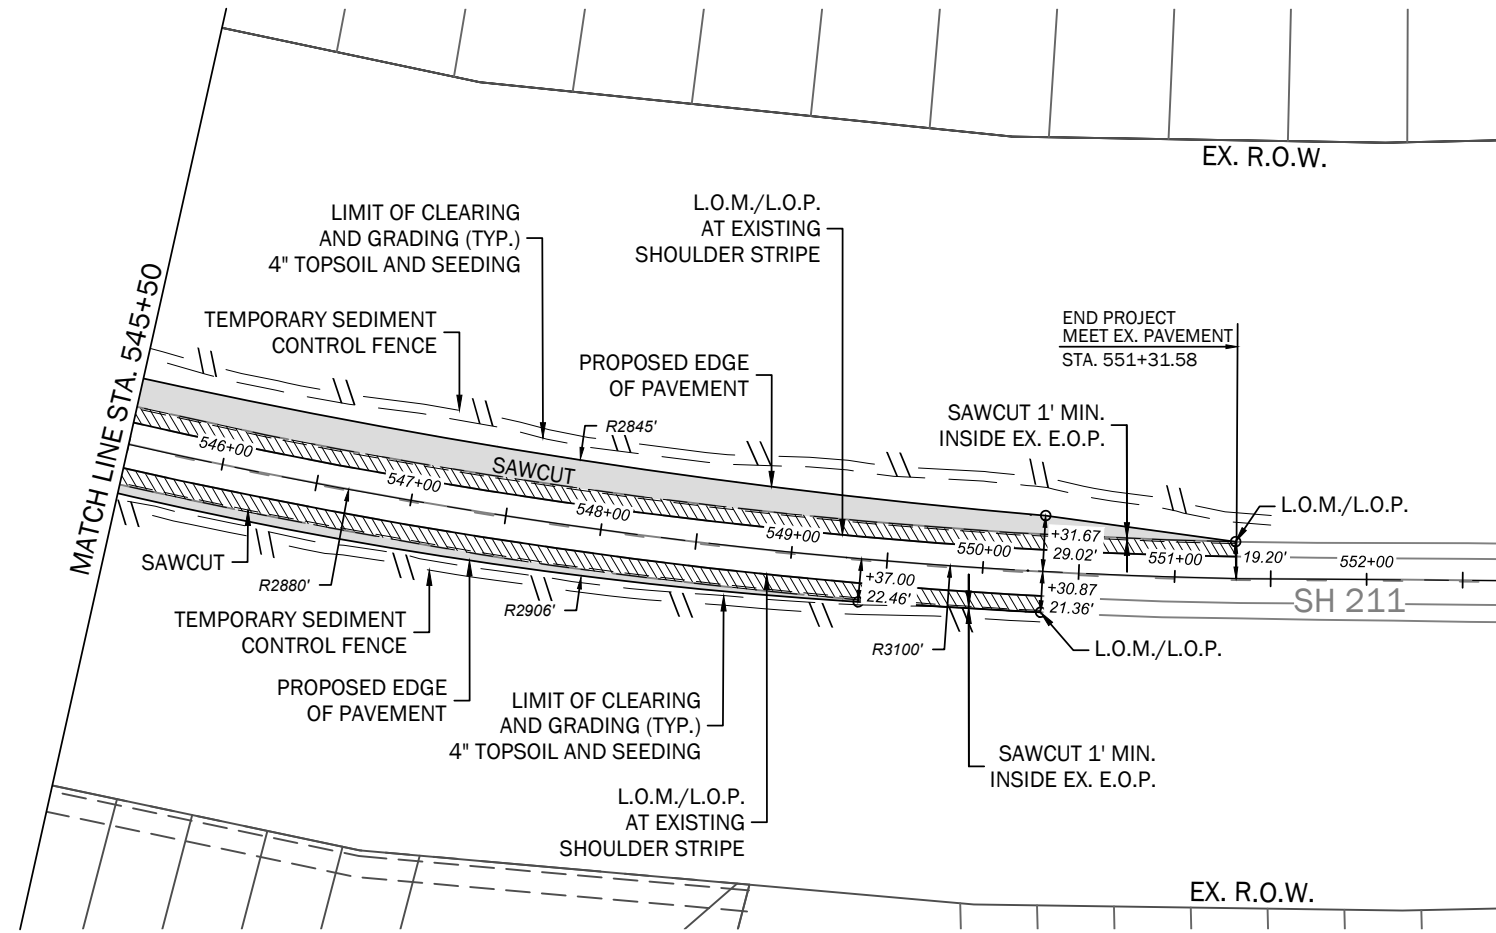 EX. R.O.W.
LIMIT OF CLEARING
AND GRADING (TYP.)
4" TOPSOIL AND SEEDING
L.O.M./L.O.P.
AT EXISTING
SHOULDER STRIPE
TEMPORARY SEDIMENT
CONTROL FENCE
PROPOSED EDGE
OF PAVEMENT
END PROJECT
MEET EX. PAVEMENT
STA. 551+31.58
SAWCUT 1' MIN.
INSIDE EX. E.O.P.
MATCH LINE STA. 545+50
R2845'
L.O.M./L.O.P.
SAWCUT
546+00
547+00
548+00
549+00
550+00
551+00
552+00
+31.67
29.02'
19.20'
+37.00
22.46'
+30.87
21.36'
SH 211
SAWCUT
R2880'
R2906'
R3100'
L.O.M./L.O.P.
TEMPORARY SEDIMENT
CONTROL FENCE
PROPOSED EDGE
OF PAVEMENT
LIMIT OF CLEARING
AND GRADING (TYP.)
4" TOPSOIL AND SEEDING
SAWCUT 1' MIN.
INSIDE EX. E.O.P.
L.O.M./L.O.P.
AT EXISTING
SHOULDER STRIPE
EX. R.O.W.